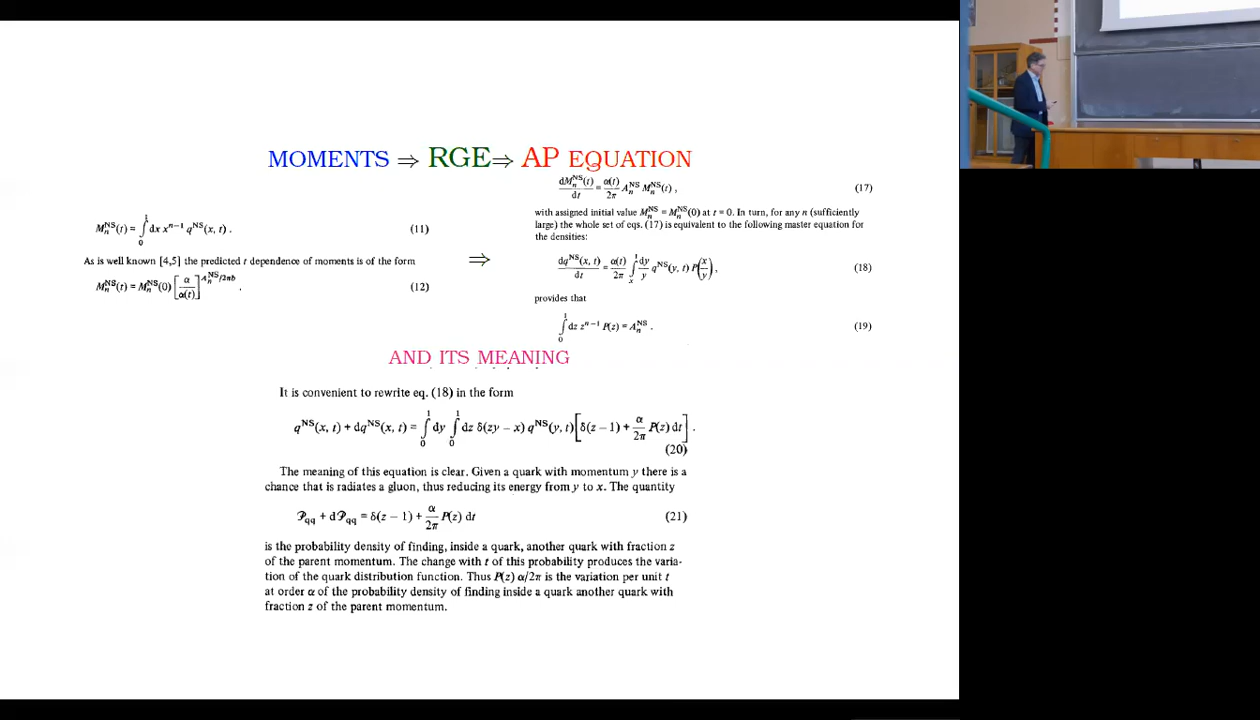 MOMENTS ⇒ RGE ⇒ AP EQUATION
M_n^NS(t) = ∫_0^1 dx x^{n−1} q^NS(x, t) . (11)
As is well known [4,5] the predicted t dependence of moments is of the form
M_n^NS(t) = M_n^NS(0) [α/α(t)]^{A_n^NS/2πb} . (12)
⇒
dM_n^NS(t)/dt = α(t)/2π A_n^NS M_n^NS(t) , (17)
with assigned initial value M_n^NS = M_n^NS(0) at t = 0. In turn, for any n (sufficiently
large) the whole set of eqs. (17) is equivalent to the following master equation for
the densities:
dq^NS(x, t)/dt = α(t)/2π ∫_x^1 dy/y q^NS(y, t) P(x/y) , (18)
provides that
∫_0^1 dz z^{n−1} P(z) = A_n^NS . (19)
AND ITS MEANING
It is convenient to rewrite eq. (18) in the form
q^NS(x, t) + dq^NS(x, t) = ∫_0^1 dy ∫_0^1 dz δ(zy − x) q^NS(y, t) [δ(z − 1) + α/2π P(z) dt] .
(20)
The meaning of this equation is clear. Given a quark with momentum y there is a
chance that is radiates a gluon, thus reducing its energy from y to x. The quantity
𝒫_qq + d𝒫_qq = δ(z − 1) + α/2π P(z) dt (21)
is the probability density of finding, inside a quark, another quark with fraction z
of the parent momentum. The change with t of this probability produces the varia-
tion of the quark distribution function. Thus P(z) α/2π is the variation per unit t
at order α of the probability density of finding inside a quark another quark with
fraction z of the parent momentum.